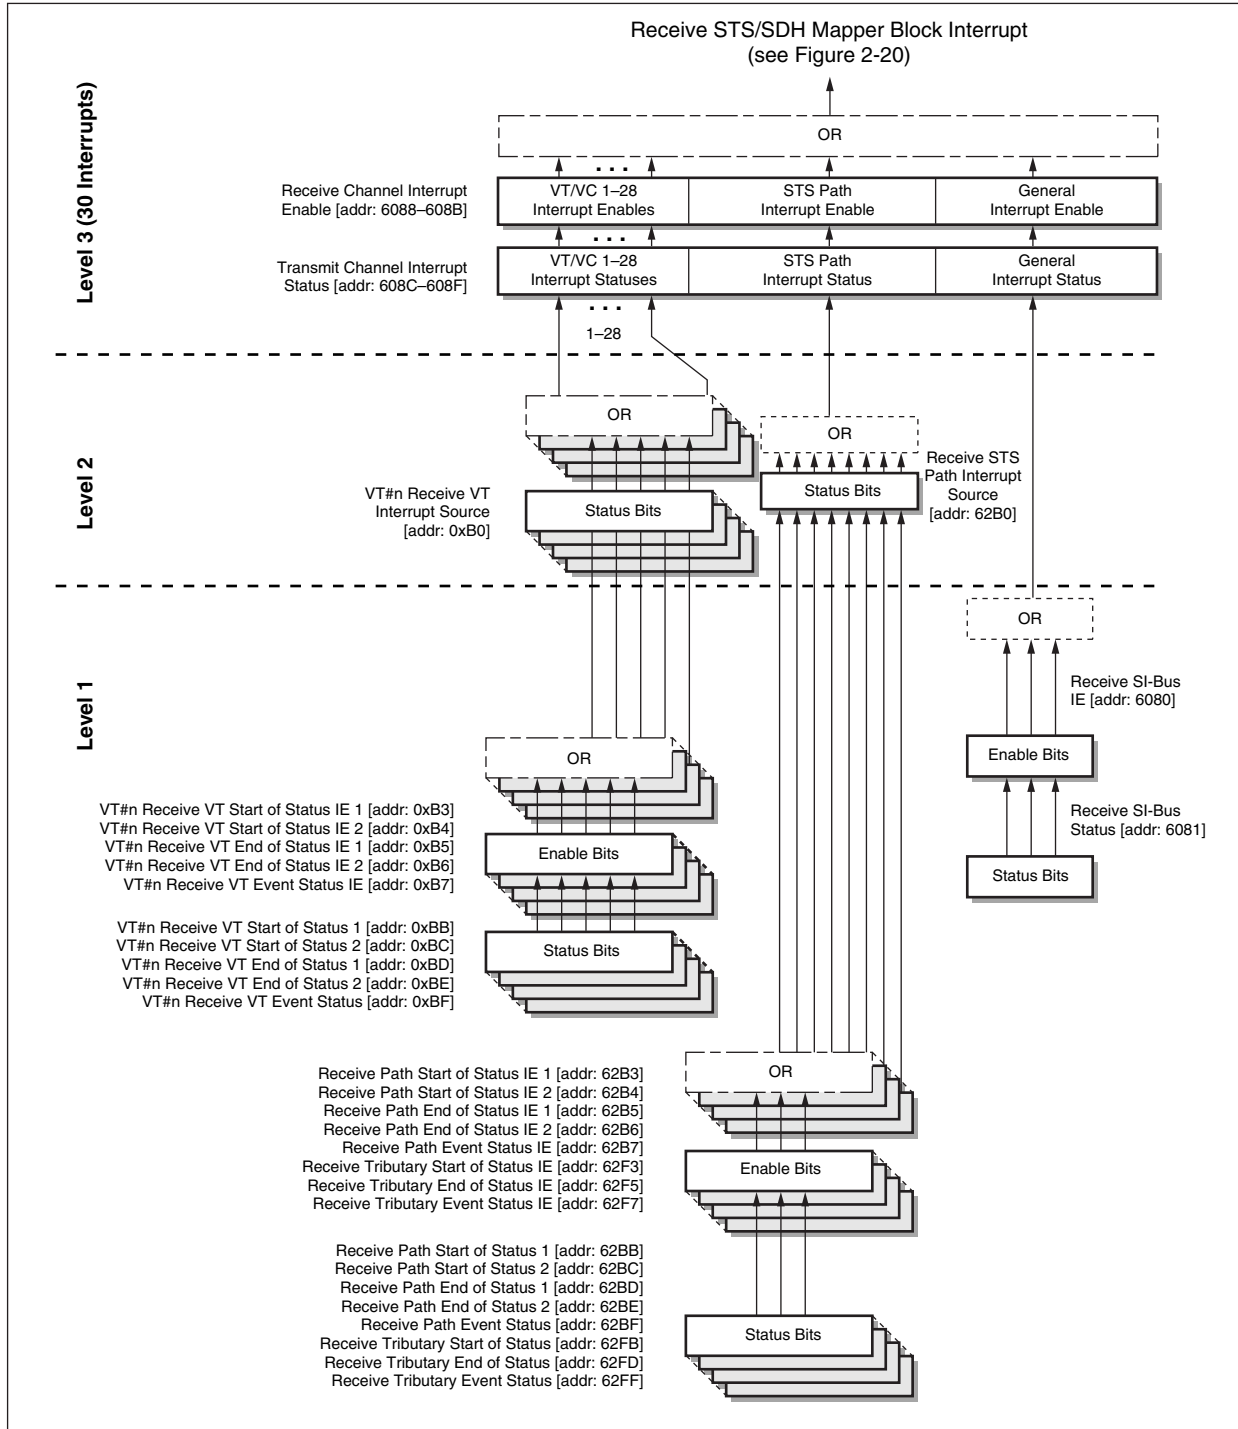 Receive STS/SDH Mapper Block Interrupt
(see Figure 2-20)
Level 3 (30 Interrupts)
OR
. . .
Receive Channel Interrupt
Enable [addr: 6088–608B]
VT/VC 1–28
Interrupt Enables
STS Path
Interrupt Enable
General
Interrupt Enable
. . .
Transmit Channel Interrupt
Status [addr: 608C–608F]
VT/VC 1–28
Interrupt Statuses
STS Path
Interrupt Status
General
Interrupt Status
. . .
1–28
Level 2
OR
OR
VT#n Receive VT
Interrupt Source
[addr: 0xB0]
Status Bits
Status Bits
Receive STS
Path Interrupt
Source
[addr: 62B0]
Level 1
OR
Receive SI-Bus
IE [addr: 6080]
Enable Bits
Receive SI-Bus
Status [addr: 6081]
Status Bits
OR
VT#n Receive VT Start of Status IE 1 [addr: 0xB3]
VT#n Receive VT Start of Status IE 2 [addr: 0xB4]
VT#n Receive VT End of Status IE 1 [addr: 0xB5]
VT#n Receive VT End of Status IE 2 [addr: 0xB6]
VT#n Receive VT Event Status IE [addr: 0xB7]
Enable Bits
VT#n Receive VT Start of Status 1 [addr: 0xBB]
VT#n Receive VT Start of Status 2 [addr: 0xBC]
VT#n Receive VT End of Status 1 [addr: 0xBD]
VT#n Receive VT End of Status 2 [addr: 0xBE]
VT#n Receive VT Event Status [addr: 0xBF]
Status Bits
OR
Receive Path Start of Status IE 1 [addr: 62B3]
Receive Path Start of Status IE 2 [addr: 62B4]
Receive Path End of Status IE 1 [addr: 62B5]
Receive Path End of Status IE 2 [addr: 62B6]
Receive Path Event Status IE [addr: 62B7]
Receive Tributary Start of Status IE [addr: 62F3]
Receive Tributary End of Status IE [addr: 62F5]
Receive Tributary Event Status IE [addr: 62F7]
Enable Bits
Receive Path Start of Status 1 [addr: 62BB]
Receive Path Start of Status 2 [addr: 62BC]
Receive Path End of Status 1 [addr: 62BD]
Receive Path End of Status 2 [addr: 62BE]
Receive Path Event Status [addr: 62BF]
Receive Tributary Start of Status [addr: 62FB]
Receive Tributary End of Status [addr: 62FD]
Receive Tributary Event Status [addr: 62FF]
Status Bits